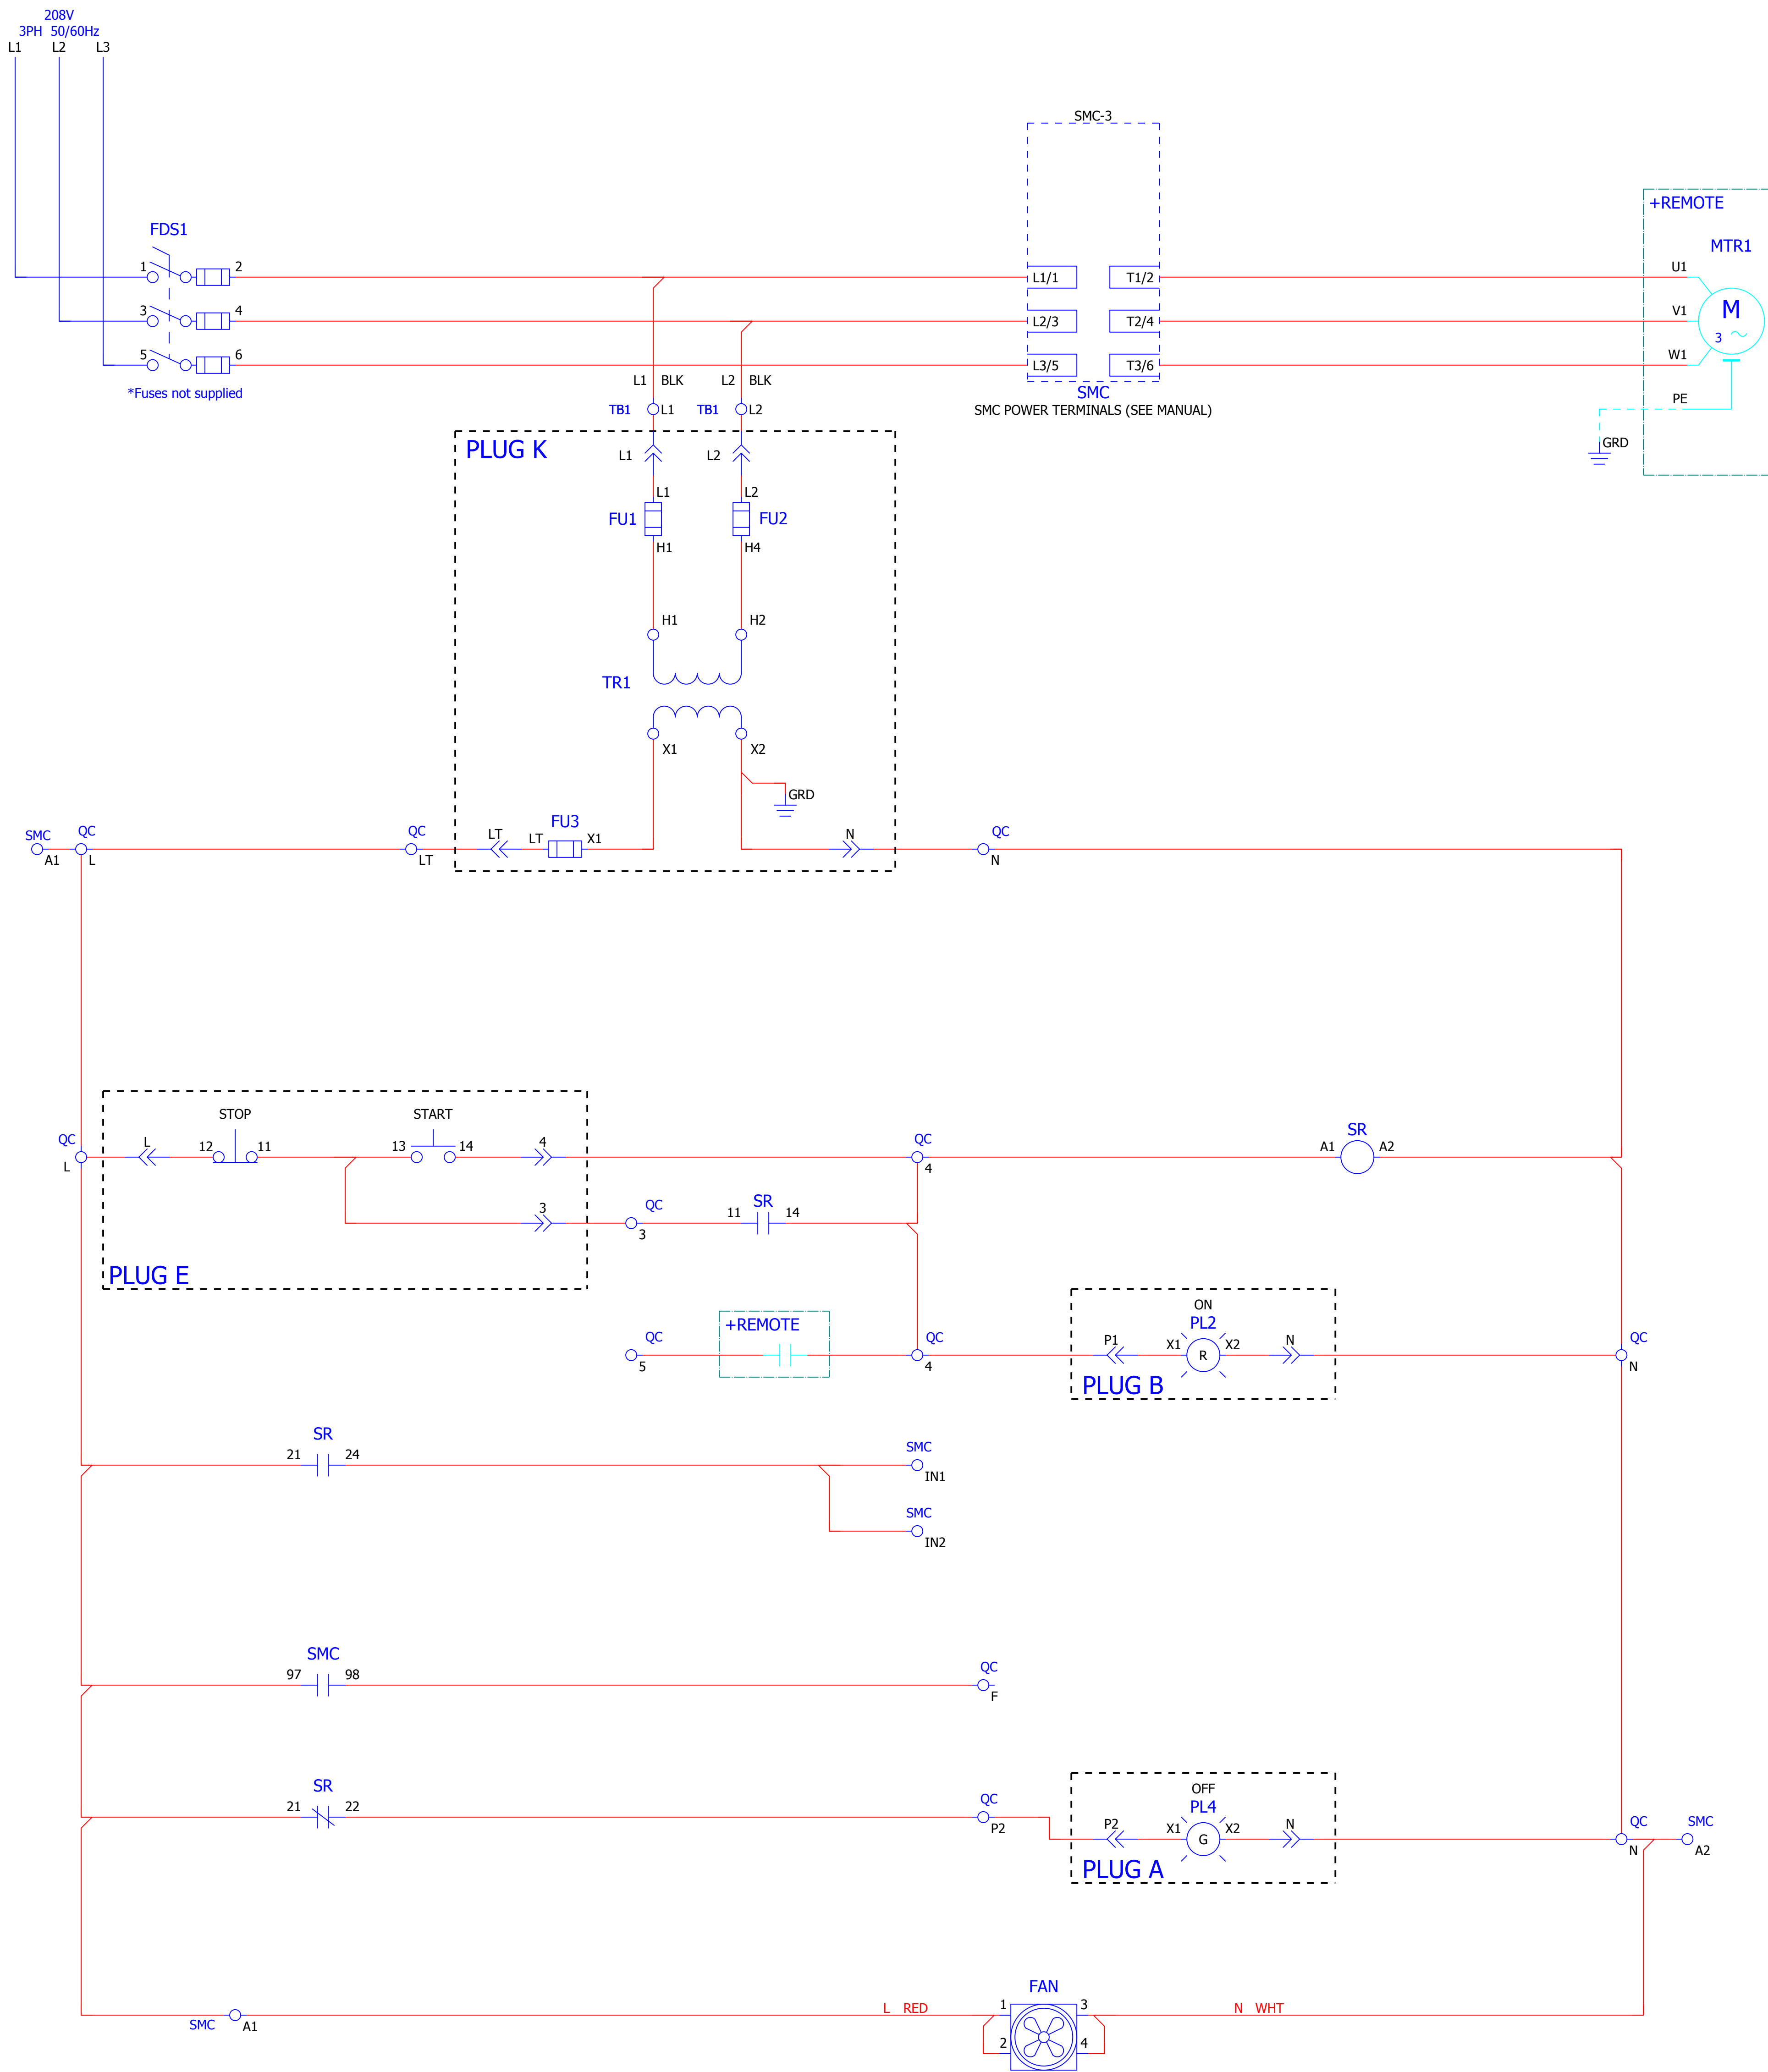 208V
3PH 50/60Hz
L1 L2 L3
SMC-3
+REMOTE
FDS1
MTR1
1 2 L1/1 T1/2 U1
3 4 L2/3 T2/4 V1
M
3
5 6 L3/5 T3/6 W1
*Fuses not supplied
L1 BLK L2 BLK
SMC
PE
TB1 L1 TB1 L2
SMC POWER TERMINALS (SEE MANUAL)
GRD
PLUG K
L1 L2
L1 L2
FU1 FU2
H1 H4
H1 H2
TR1
X1 X2
GRD
SMC QC QC FU3 QC
LT LT X1 N
A1 L LT N
STOP START
QC L 12 11 13 14 4 QC SR
A1 A2
L 4
3 QC 11 SR 14
3
PLUG E
ON
+REMOTE PL2
QC QC P1 X1 R X2 N QC
5 4 N
PLUG B
SR SMC
21 24
IN1
SMC
IN2
SMC QC
97 98
F
SR OFF
21 22 QC PL4
P2 P2 X1 G X2 N QC SMC
N A2
PLUG A
FAN
L RED 1 3 N WHT
SMC A1
2 4